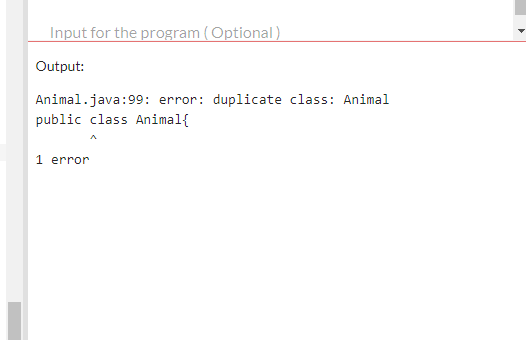 Input for the program ( Optional )
Output:
Animal.java:99: error: duplicate class: Animal
public class Animal{
^
1 error